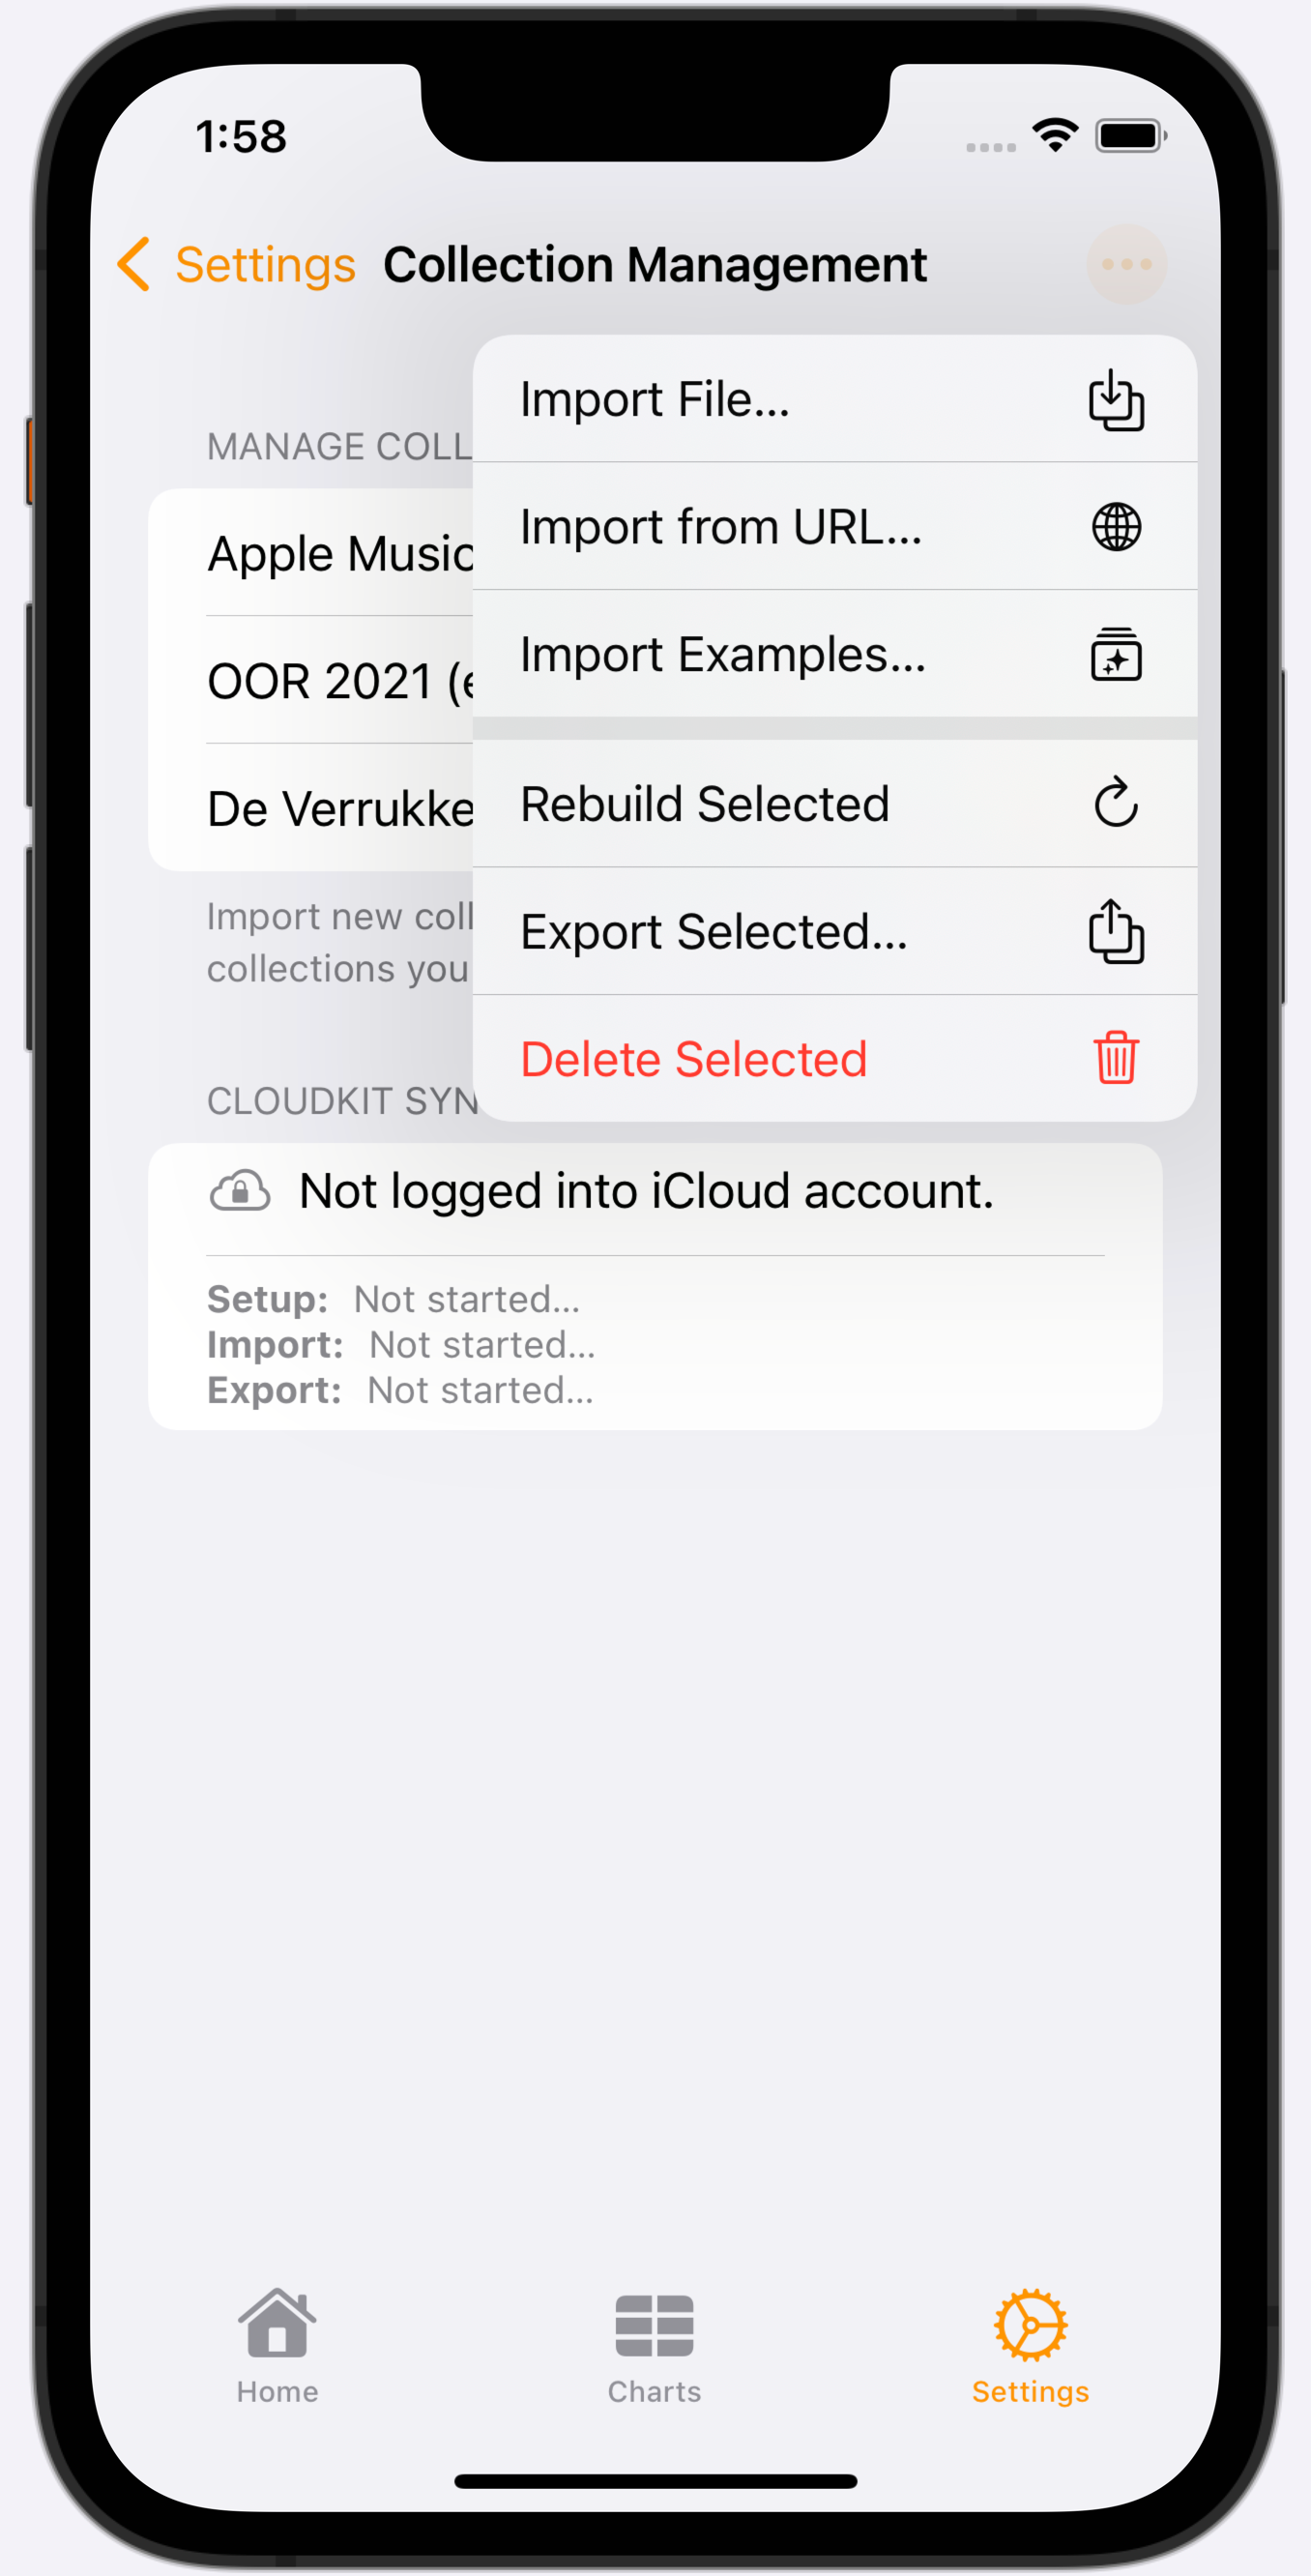 1:58
Settings Collection Management
Import File...
MANAGE COLL
Import from URL...
Apple Music
Import Examples...
OOR 2021 (e
Rebuild Selected
De Verrukke
Export Selected...
Import new coll
collections you
Delete Selected
CLOUDKIT SYN
Not logged into iCloud account.
Setup: Not started...
Import: Not started...
Export: Not started...
Home Charts Settings